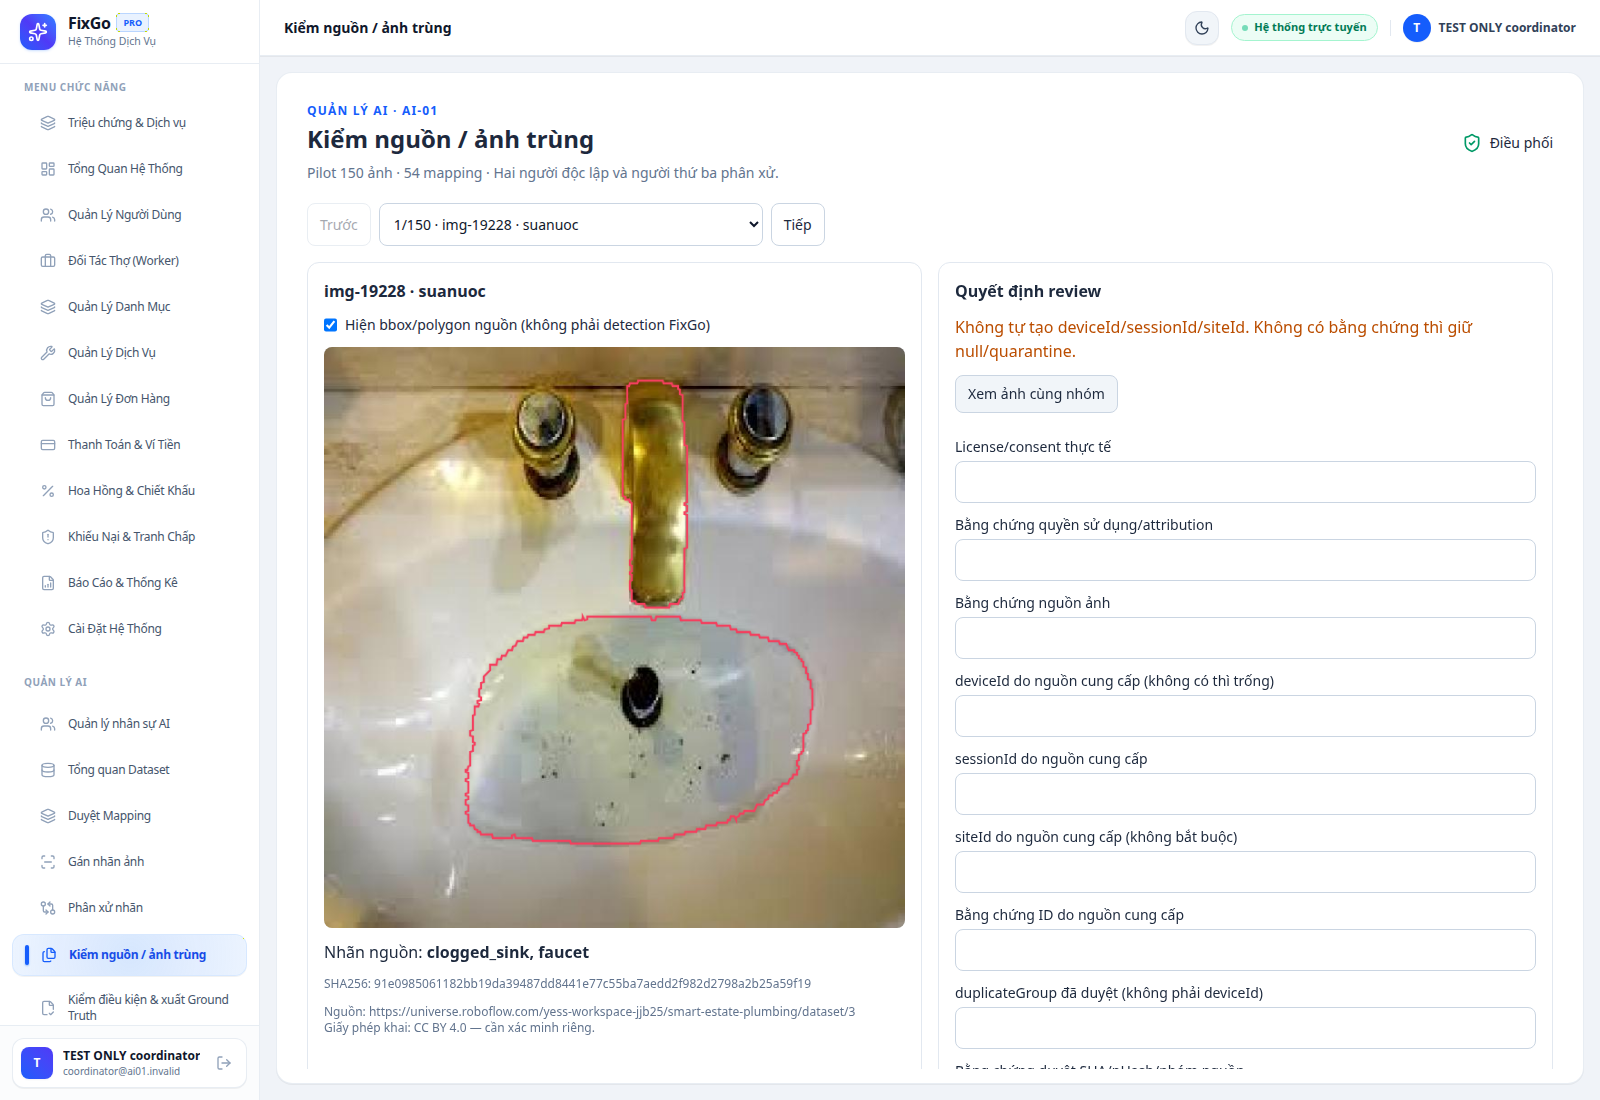 FixGo PRO
Hệ Thống Dịch Vụ
MENU CHỨC NĂNG
Triệu chứng & Dịch vụ
Tổng Quan Hệ Thống
Quản Lý Người Dùng
Đối Tác Thợ (Worker)
Quản Lý Danh Mục
Quản Lý Dịch Vụ
Quản Lý Đơn Hàng
Thanh Toán & Ví Tiền
Hoa Hồng & Chiết Khấu
Khiếu Nại & Tranh Chấp
Báo Cáo & Thống Kê
Cài Đặt Hệ Thống
QUẢN LÝ AI
Quản lý nhân sự AI
Tổng quan Dataset
Duyệt Mapping
Gán nhãn ảnh
Phân xử nhãn
Kiểm nguồn / ảnh trùng
Kiểm điều kiện & xuất Ground
Truth
T
TEST ONLY coordinator
coordinator@ai01.invalid
Kiểm nguồn / ảnh trùng
Hệ thống trực tuyến
T
TEST ONLY coordinator
QUẢN LÝ AI · AI-01
Kiểm nguồn / ảnh trùng
Pilot 150 ảnh · 54 mapping · Hai người độc lập và người thứ ba phân xử.
Điều phối
Trước
1/150 · img-19228 · suanuoc
Tiếp
img-19228 · suanuoc
Hiện bbox/polygon nguồn (không phải detection FixGo)
Nhãn nguồn: clogged_sink, faucet
SHA256: 91e0985061182bb19da39487dd8441e77c55ba7aedd2f982d2798a2b25a59f19
Nguồn: https://universe.roboflow.com/yess-workspace-jjb25/smart-estate-plumbing/dataset/3
Giấy phép khai: CC BY 4.0 — cần xác minh riêng.
Quyết định review
Không tự tạo deviceId/sessionId/siteId. Không có bằng chứng thì giữ
null/quarantine.
Xem ảnh cùng nhóm
License/consent thực tế
Bằng chứng quyền sử dụng/attribution
Bằng chứng nguồn ảnh
deviceId do nguồn cung cấp (không có thì trống)
sessionId do nguồn cung cấp
siteId do nguồn cung cấp (không bắt buộc)
Bằng chứng ID do nguồn cung cấp
duplicateGroup đã duyệt (không phải deviceId)
Bằng chứng duyệt SHA/pHash/nhóm nguồn